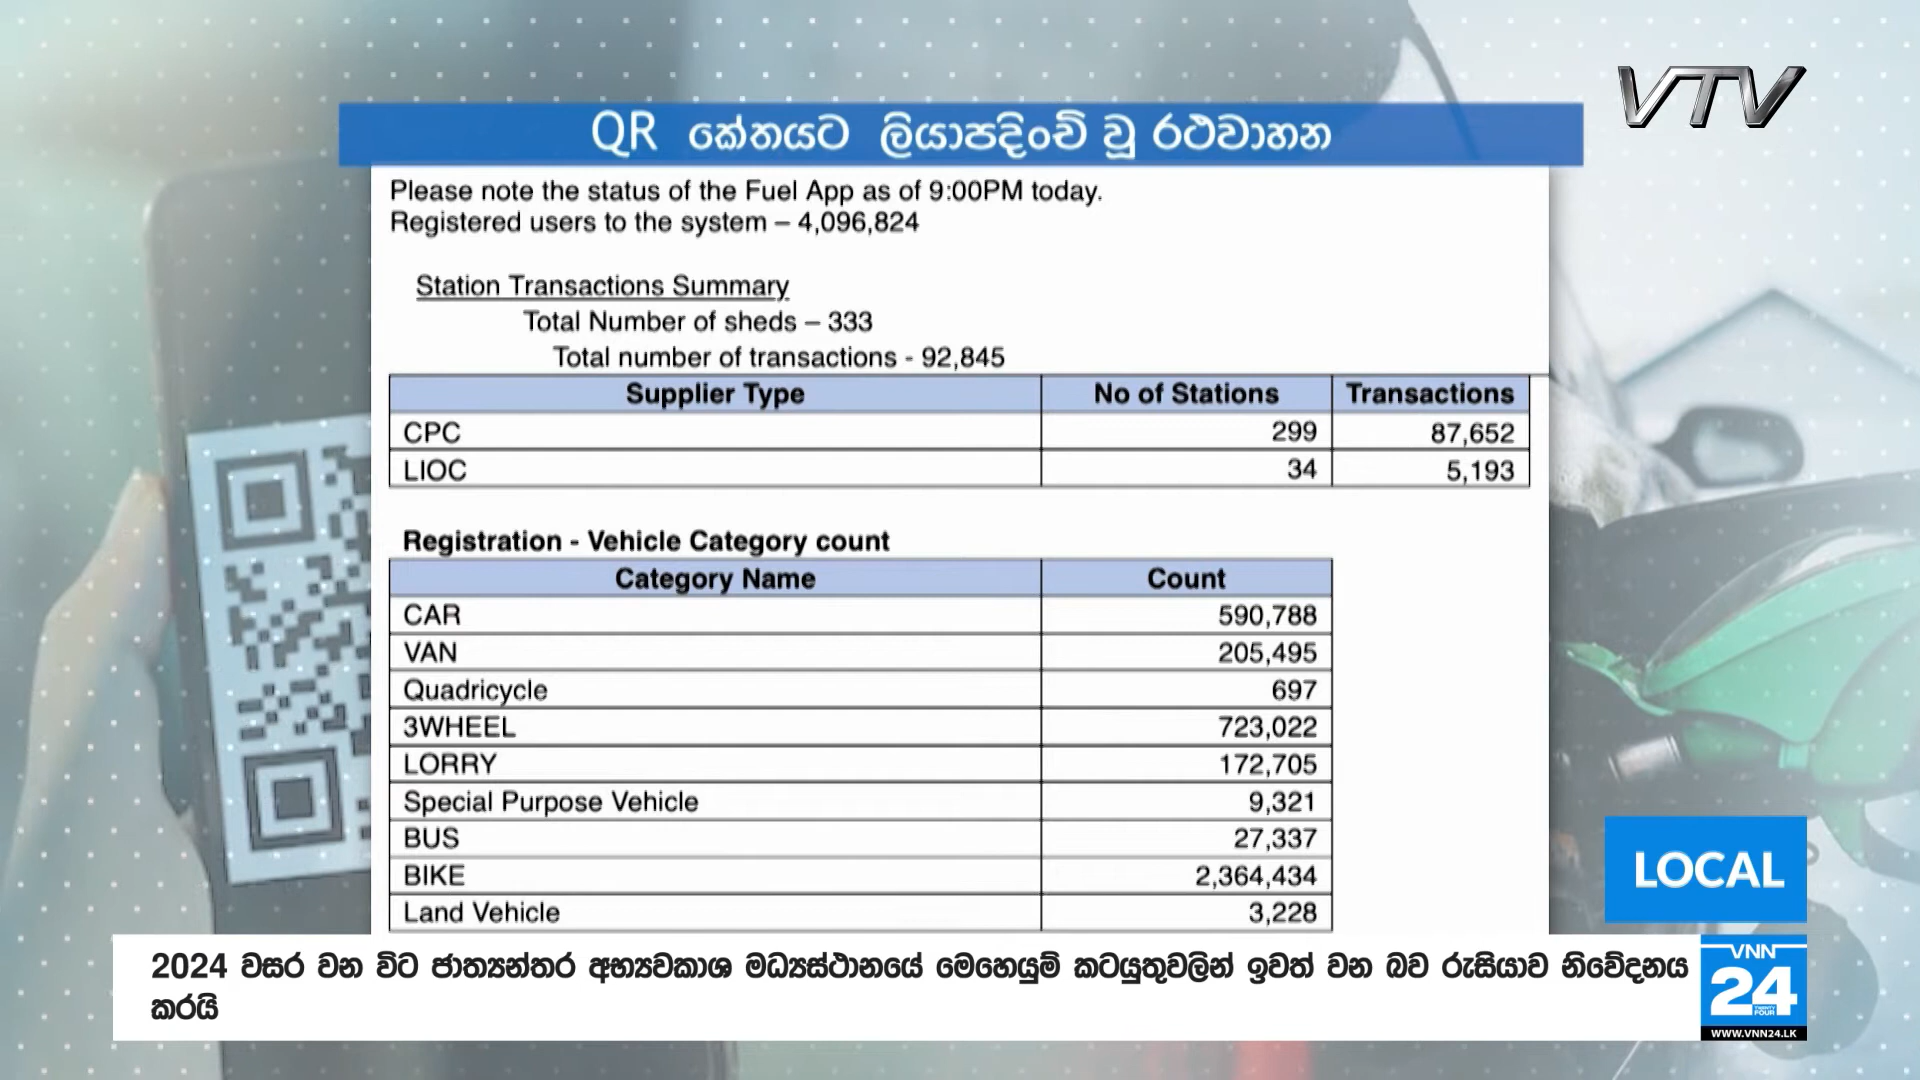 VTV
QR කේතයට ලියාපදිංචි වූ රථවාහන
Please note the status of the Fuel App as of 9:00PM today.
Registered users to the system – 4,096,824
Station Transactions Summary
Total Number of sheds – 333
Total number of transactions - 92,845
Supplier Type No of Stations Transactions
CPC 299 87,652
LIOC 34 5,193
Registration - Vehicle Category count
Category Name Count
CAR 590,788
VAN 205,495
Quadricycle 697
3WHEEL 723,022
LORRY 172,705
Special Purpose Vehicle 9,321
BUS 27,337
BIKE 2,364,434
Land Vehicle 3,228
LOCAL
2024 වසර වන විට ජාත්‍යන්තර අභ්‍යවකාශ මධ්‍යස්ථානයේ මෙහෙයුම් කටයුතුවලින් ඉවත් වන බව රුසියාව නිවේදනය
කරයි
VNN
24
TWENTY
FOUR
WWW.VNN24.LK